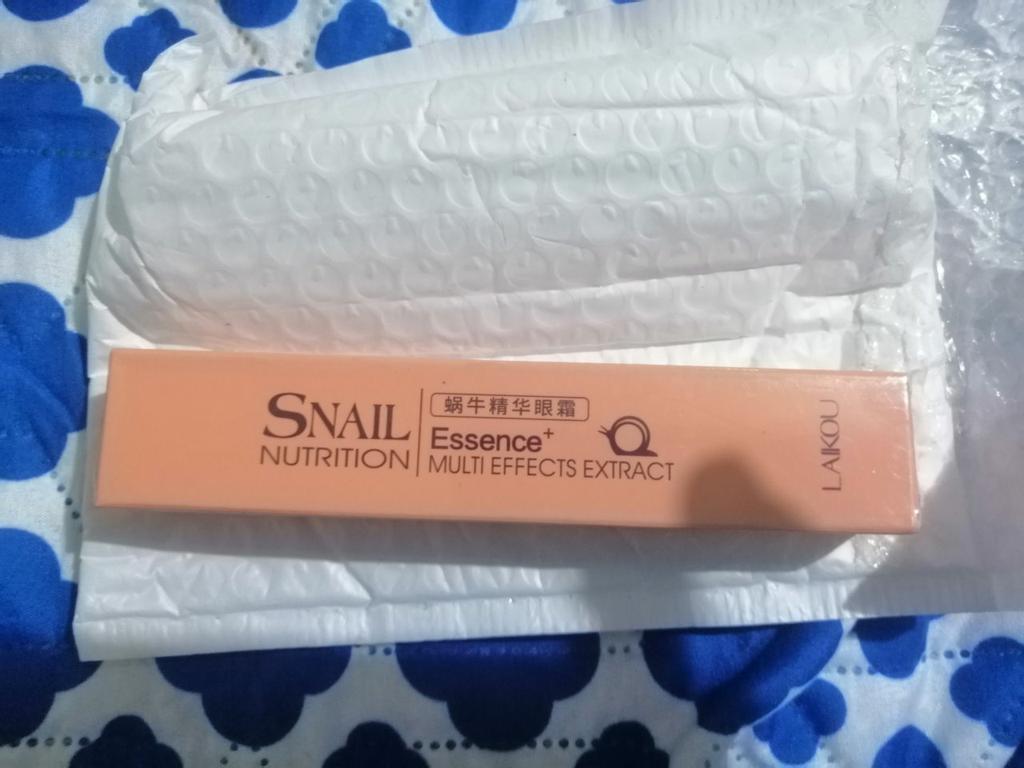 SNAIL
NUTRITION
蜗牛精华眼霜
Essence+
MULTI EFFECTS EXTRACT
LAIKOU